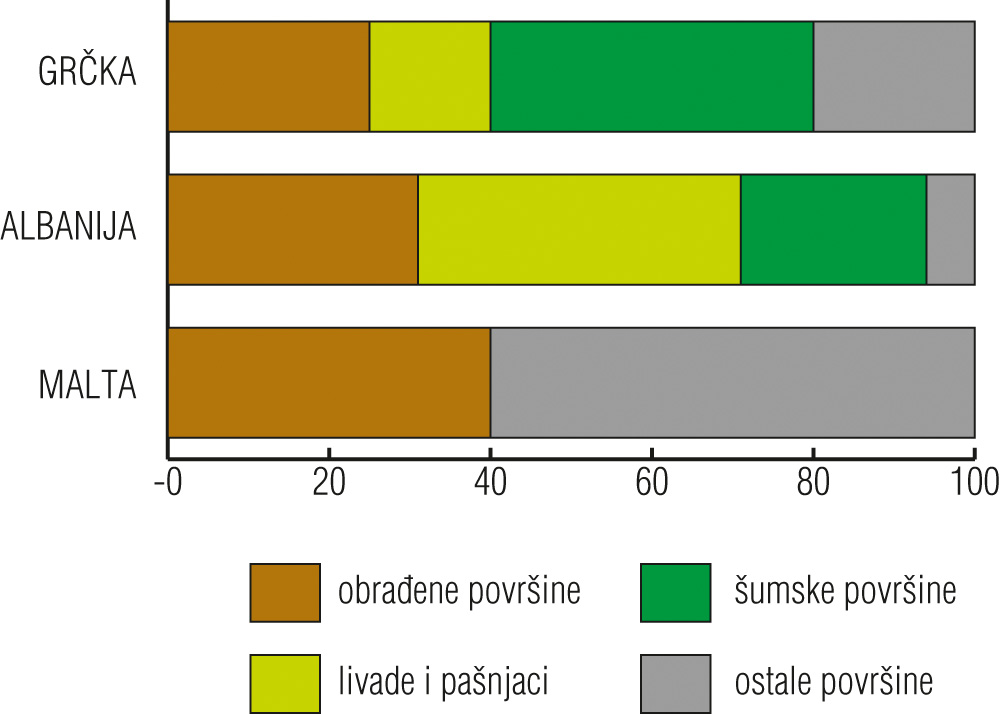 GRČKA
ALBANIJA
MALTA
-0 20 40 60 80 100
obrađene površine
šumske površine
livade i pašnjaci
ostale površine